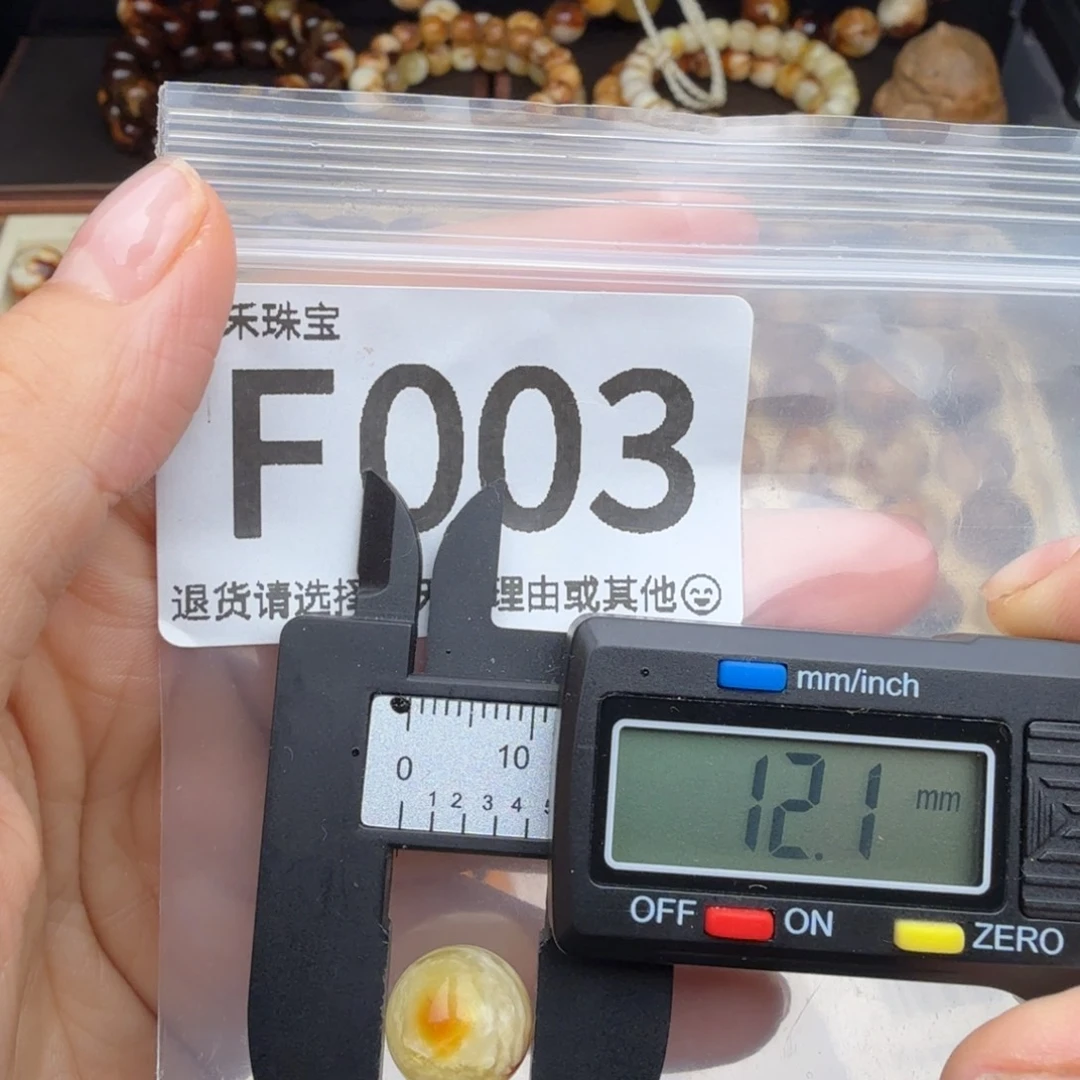 禾珠宝
F003
退货请选择 理由或其他😄
mm/inch
0 10
1 2 3 4
12.1 mm
OFF ON ZERO